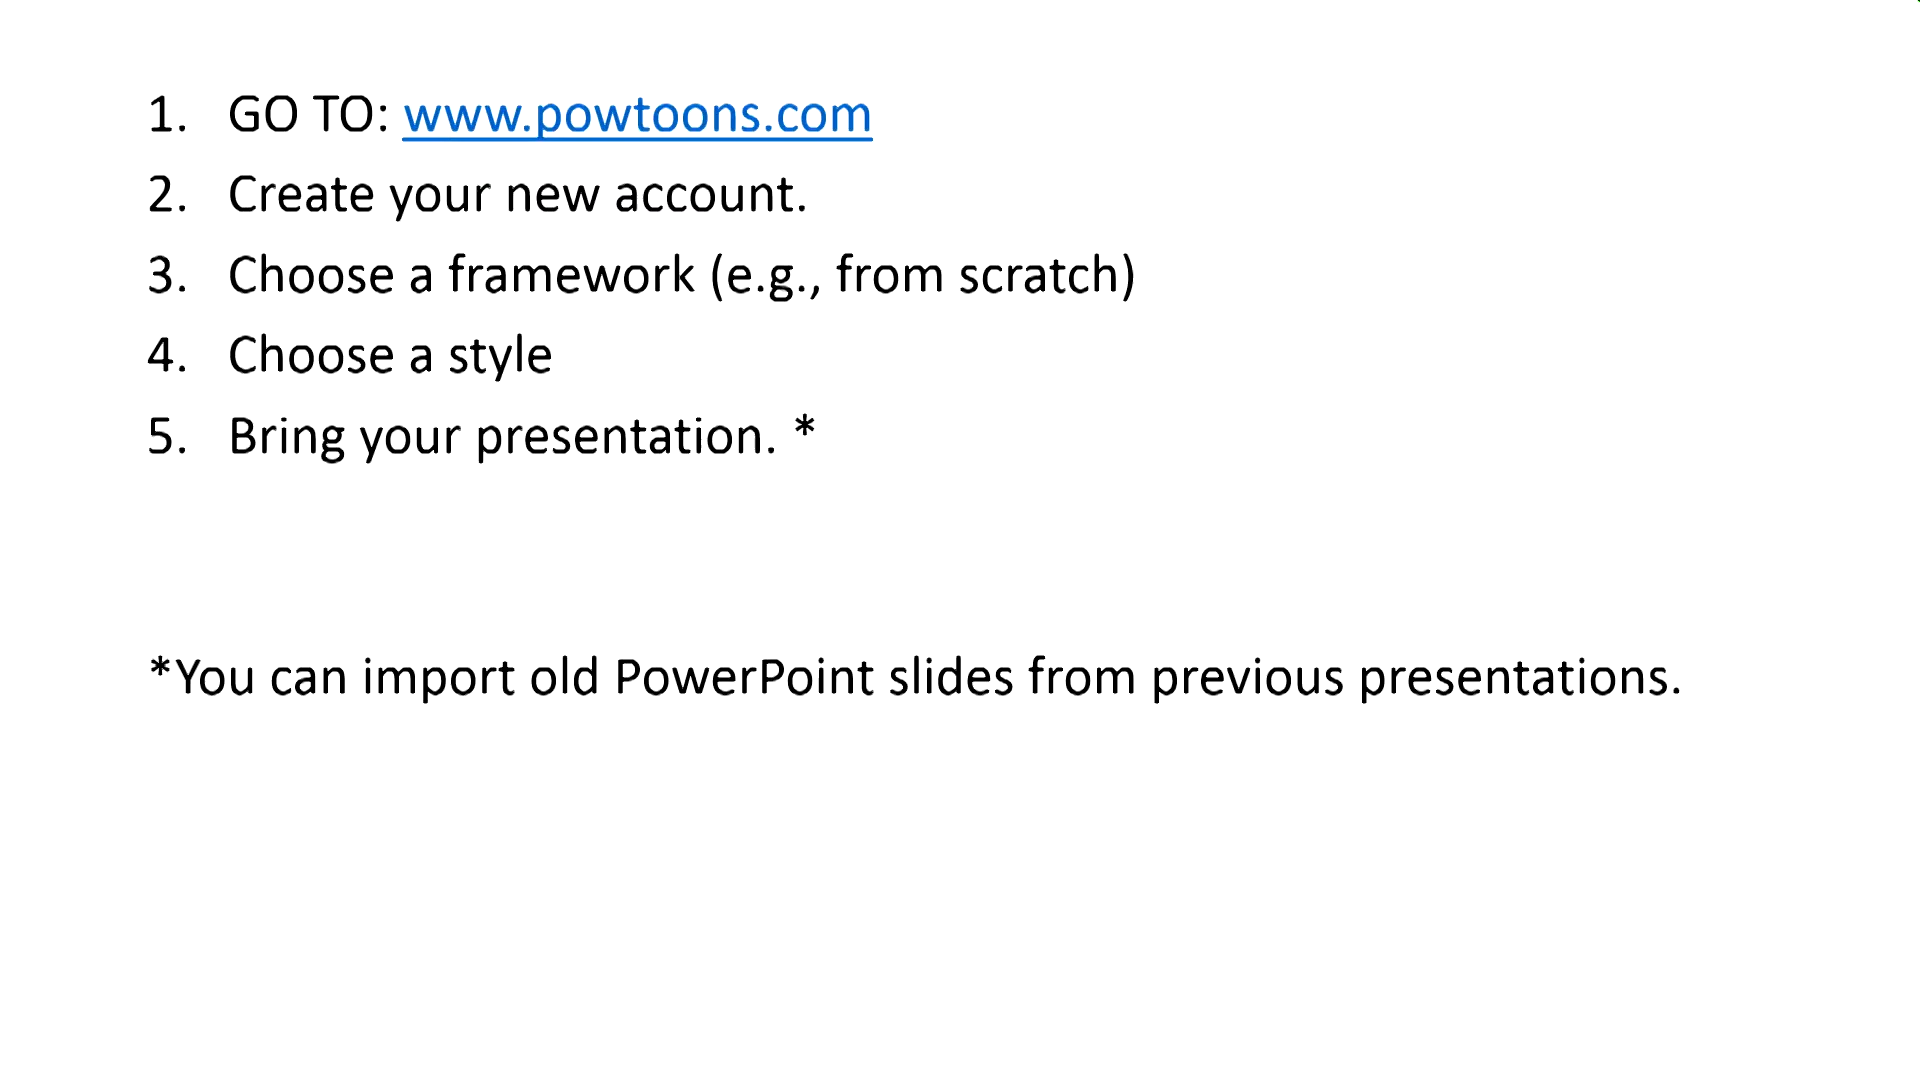 1. GO TO: www.powtoons.com
2. Create your new account.
3. Choose a framework (e.g., from scratch)
4. Choose a style
5. Bring your presentation. *
*You can import old PowerPoint slides from previous presentations.